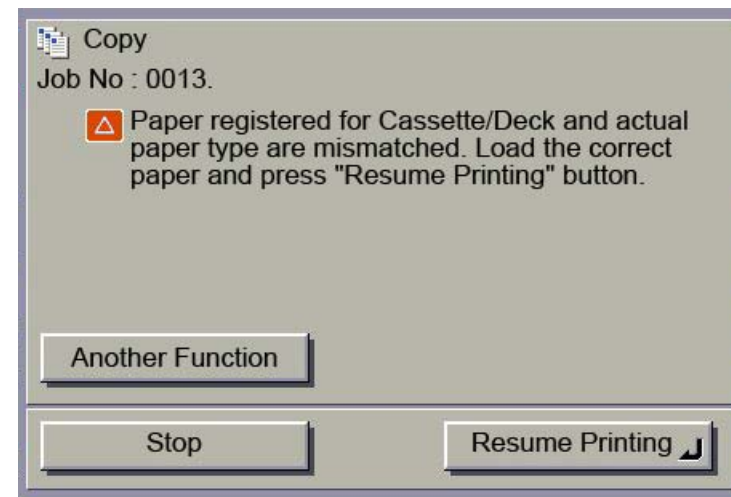 Copy
Job No : 0013.
Paper registered for Cassette/Deck and actual
paper type are mismatched. Load the correct
paper and press "Resume Printing" button.
Another Function
Stop
Resume Printing